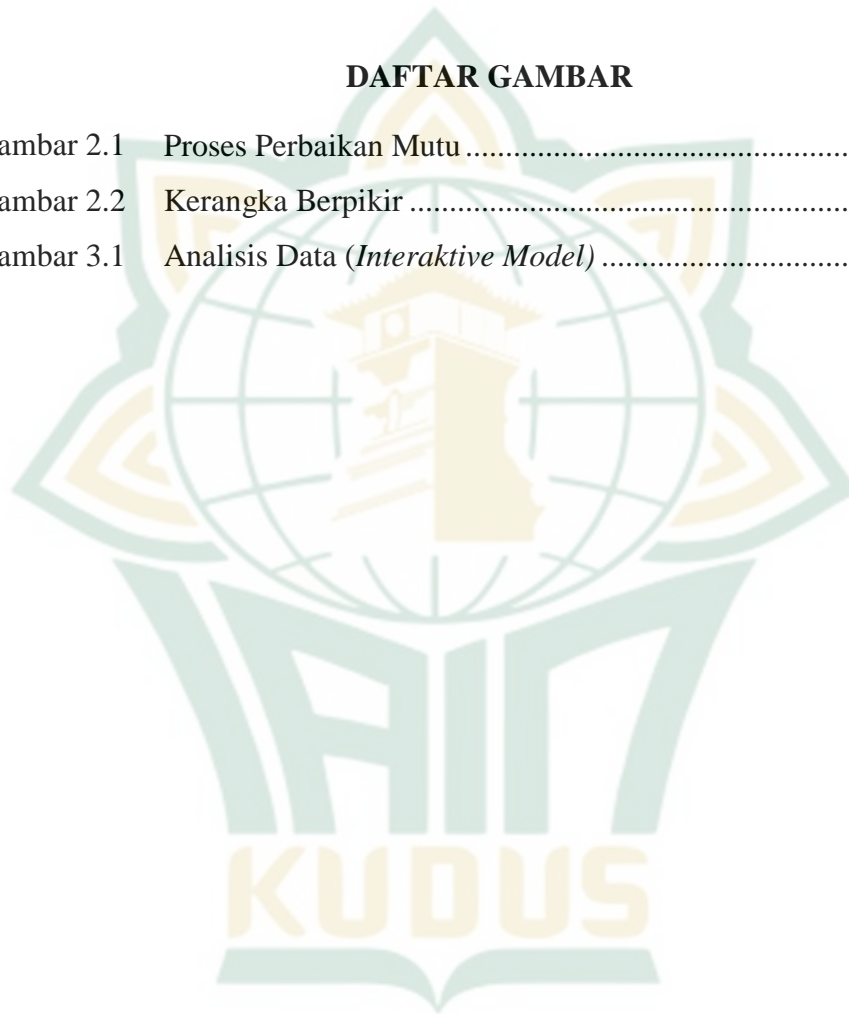 DAFTAR GAMBAR
ambar 2.1 Proses Perbaikan Mutu ................................................
ambar 2.2 Kerangka Berpikir .......................................................
ambar 3.1 Analisis Data (Interaktive Model) ...............................
IAIN
KUDUS